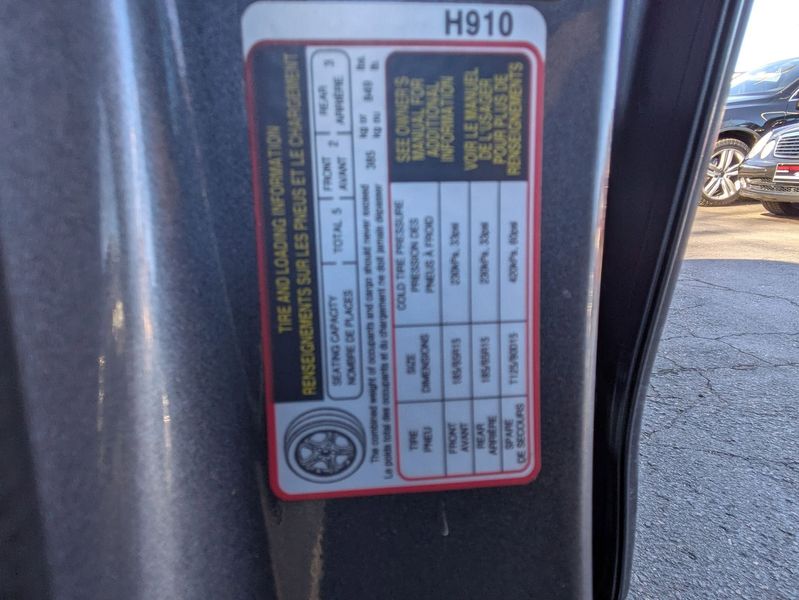 H910
TIRE AND LOADING INFORMATION
RENSEIGNEMENTS SUR LES PNEUS ET LE CHARGEMENT
SEATING CAPACITY TOTAL 5 FRONT 2 REAR 3
NOMBRE DE PLACES AVANT ARRIÈRE
The combined weight of occupants and cargo should never exceed 385 kg or 849 lbs.
Le poids total des occupants et du chargement ne doit jamais dépasser kg ou lb.
TIRE SIZE COLD TIRE PRESSURE
PNEU DIMENSIONS PRESSION DES
PNEUS À FROID
FRONT 185/65R15 230kPa, 33psi
AVANT
REAR 185/65R15 230kPa, 33psi
ARRIÈRE
SPARE T125/80D15 420kPa, 60psi
DE SECOURS
SEE OWNER'S
MANUAL FOR
ADDITIONAL
INFORMATION
VOIR LE MANUEL
DE L'USAGER
POUR PLUS DE
RENSEIGNEMENTS